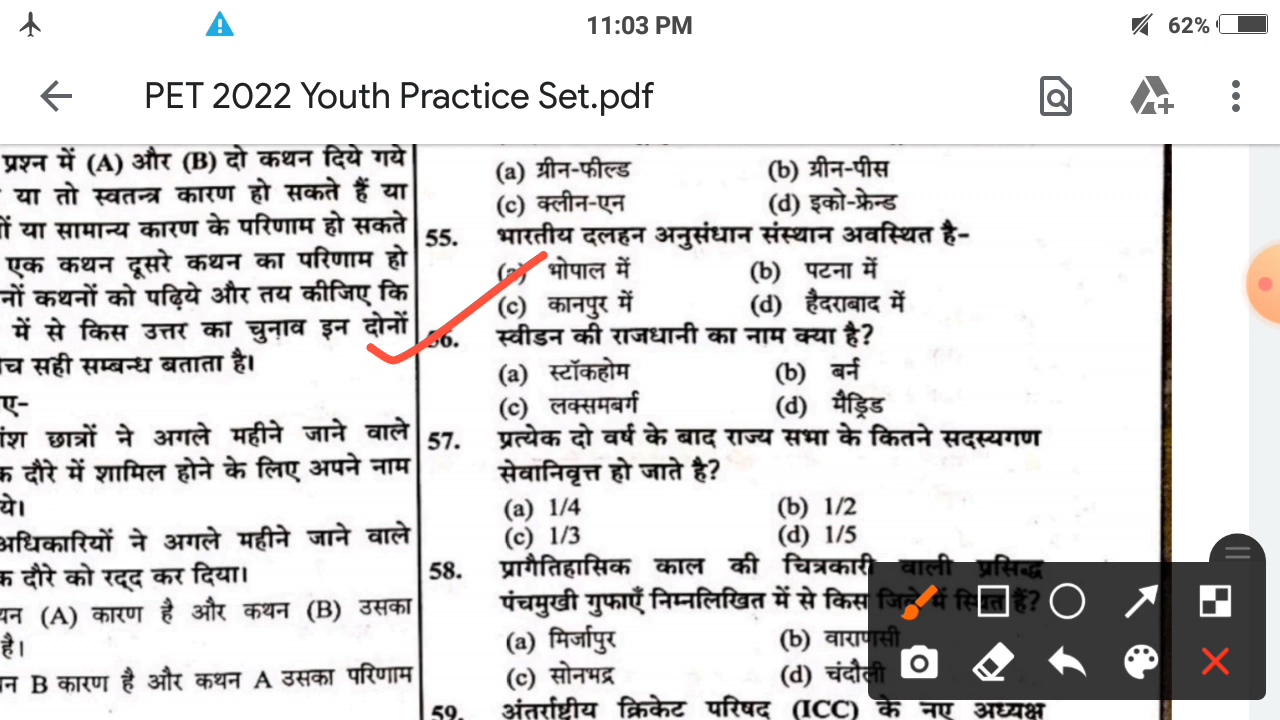 11:03 PM
62%
PET 2022 Youth Practice Set.pdf
प्रश्न में (A) और (B) दो कथन दिये गये
या तो स्वतन्त्र कारण हो सकते हैं या
या सामान्य कारण के परिणाम हो सकते
एक कथन दूसरे कथन का परिणाम हो
कथनों को पढ़िये और तय कीजिए कि
में से किस उत्तर का चुनाव इन दोनों
सही सम्बन्ध बताता है।
छात्रों ने अगले महीने जाने वाले
दौरे में शामिल होने के लिए अपने नाम
अधिकारियों ने अगले महीने जाने वाले
दौरे को रद्द कर दिया।
(A) कारण है और कथन (B) उसका
है।
B कारण है और कथन A उसका परिणाम
(a) ग्रीन-फील्ड (b) ग्रीन-पीस
(c) क्लीन-एन (d) इको-फ्रेन्ड
55. भारतीय दलहन अनुसंधान संस्थान अवस्थित है-
(a) भोपाल में (b) पटना में
(c) कानपुर में (d) हैदराबाद में
56. स्वीडन की राजधानी का नाम क्या है?
(a) स्टॉकहोम (b) बर्न
(c) लक्समबर्ग (d) मैड्रिड
57. प्रत्येक दो वर्ष के बाद राज्य सभा के कितने सदस्यगण
सेवानिवृत्त हो जाते है?
(a) 1/4 (b) 1/2
(c) 1/3 (d) 1/5
58. प्रागैतिहासिक काल की चित्रकारी वाली प्रसिद्ध
पंचमुखी गुफाएँ निम्नलिखित में से किस जिले में स्थित हैं?
(a) मिर्जापुर (b) वाराणसी
(c) सोनभद्र (d) चंदौली
59. अंतर्राष्ट्रीय क्रिकेट परिषद (ICC) के नए अध्यक्ष